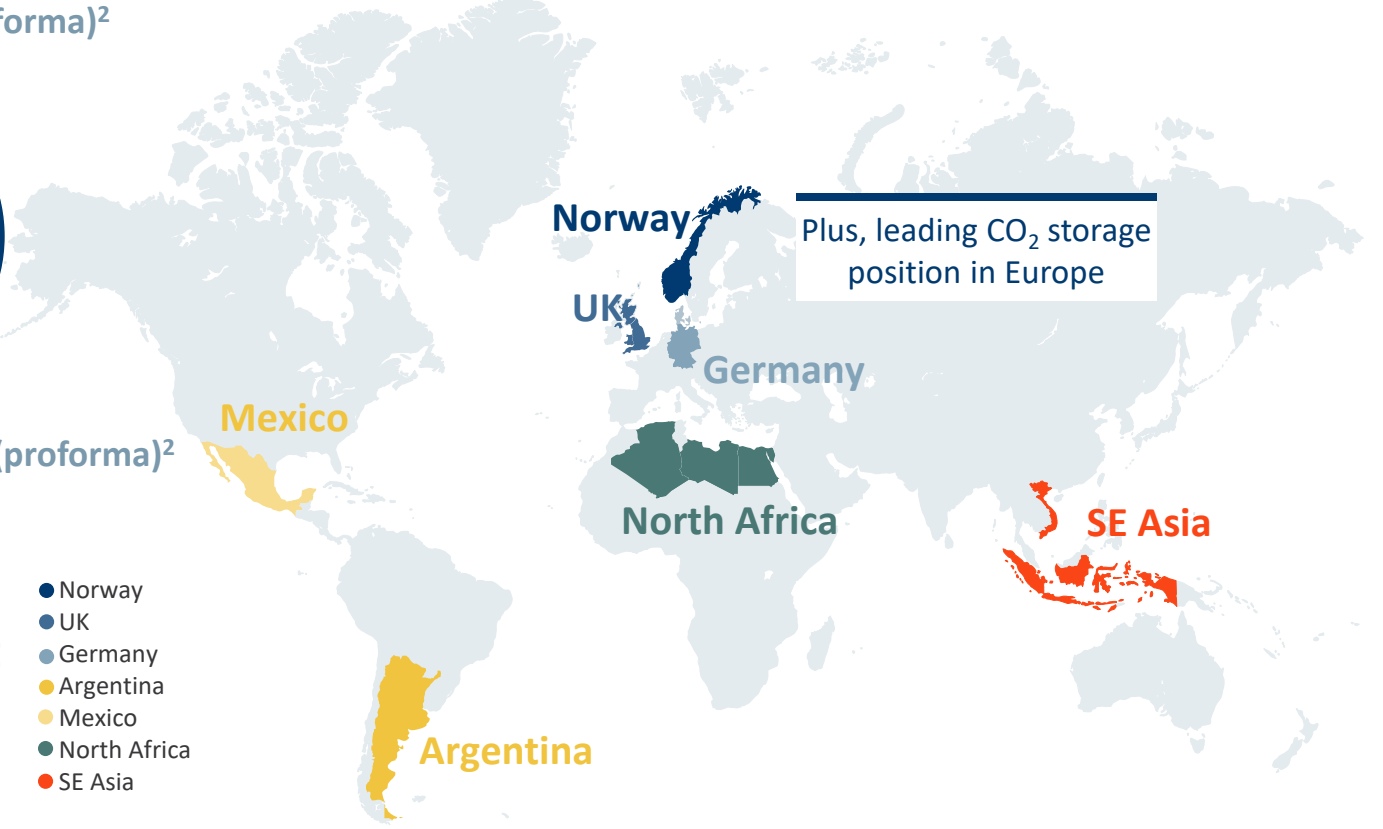 forma)²
Norway
Plus, leading CO₂ storage
position in Europe
UK
Germany
Mexico
(proforma)²
North Africa
SE Asia
Norway
UK
Germany
Argentina
Mexico
North Africa
SE Asia
Argentina